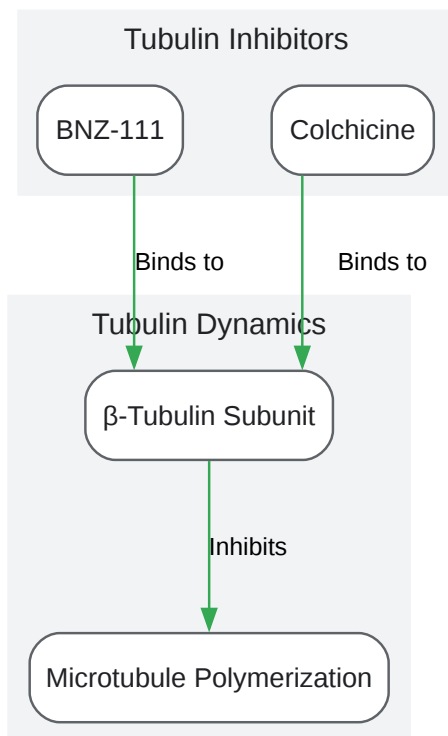 Tubulin Inhibitors
BNZ-111
Colchicine
Binds to
Binds to
Tubulin Dynamics
β-Tubulin Subunit
Inhibits
Microtubule Polymerization